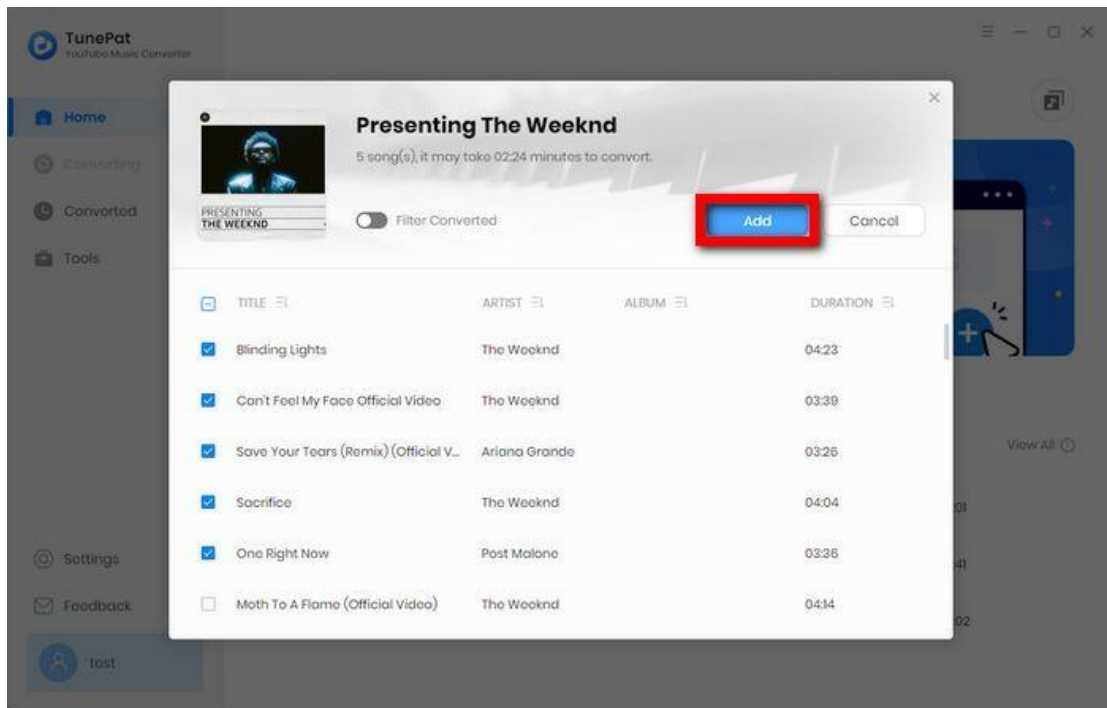 TunePat
YouTube Music Converter
Home
Converting
Converted
Tools
Settings
Feedback
test
Presenting The Weeknd
5 song(s), it may take 02:24 minutes to convert.
PRESENTING
THE WEEKND
Filter Converted
Add
Cancel
TITLE ARTIST ALBUM DURATION
Blinding Lights The Weeknd 04:23
Can't Feel My Face Official Video The Weeknd 03:39
Save Your Tears (Remix) (Official V... Ariana Grande 03:26
Sacrifice The Weeknd 04:04
One Right Now Post Malone 03:36
Moth To A Flame (Official Video) The Weeknd 04:14
View All
:01
:41
:02